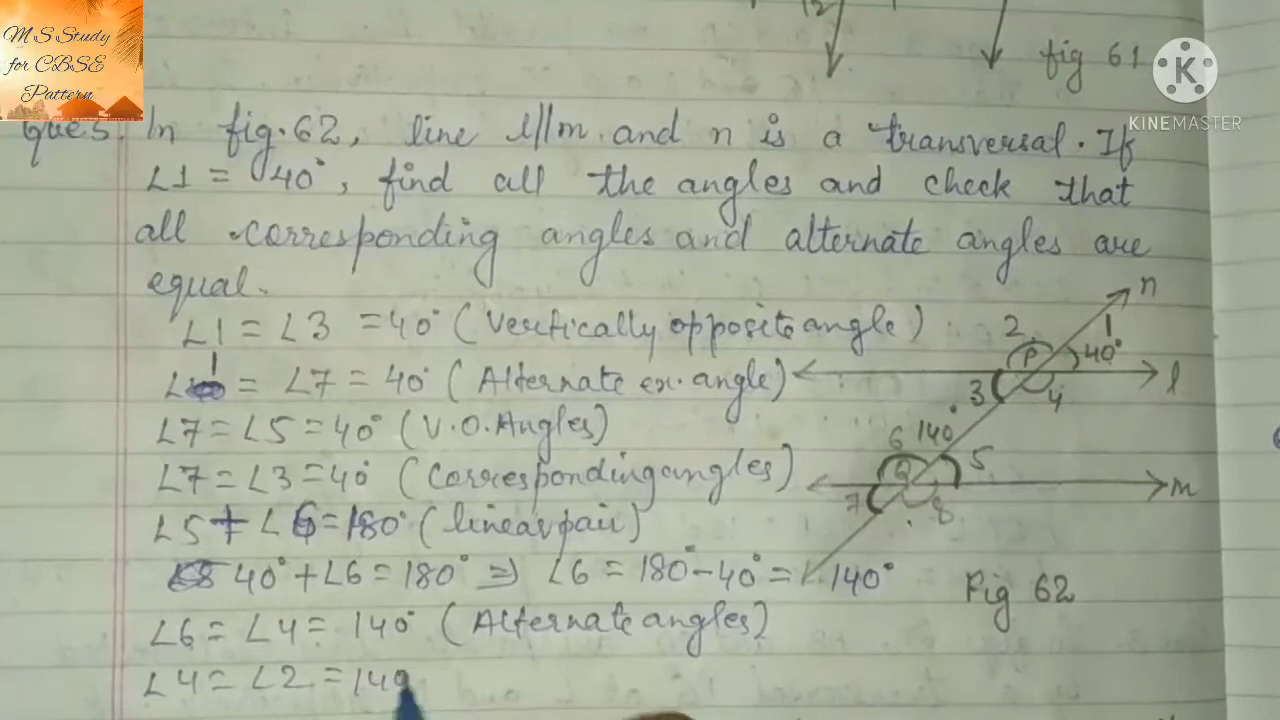 M S Study
for CBSE
Pattern
12
fig 61
K
KINEMASTER
Ques. In fig.62, line l//m and n is a transversal. If
∠1 = 40°, find all the angles and check that
all corresponding angles and alternate angles are
equal.
∠1 = ∠3 = 40° (Vertically opposite angle)
∠1 = ∠7 = 40° (Alternate ex. angle)
∠7 = ∠5 = 40° (V.O.Angles)
∠7 = ∠3 = 40° (Corresponding angles)
∠5 + ∠6 = 180° (linear pair)
40° + ∠6 = 180° ⇒ ∠6 = 180° - 40° = 140°
∠6 = ∠4 = 140° (Alternate angles)
∠4 = ∠2 = 140
n
2 1
P 40°
l
3 4
6 140°
Q 5
m
7 8
Fig 62